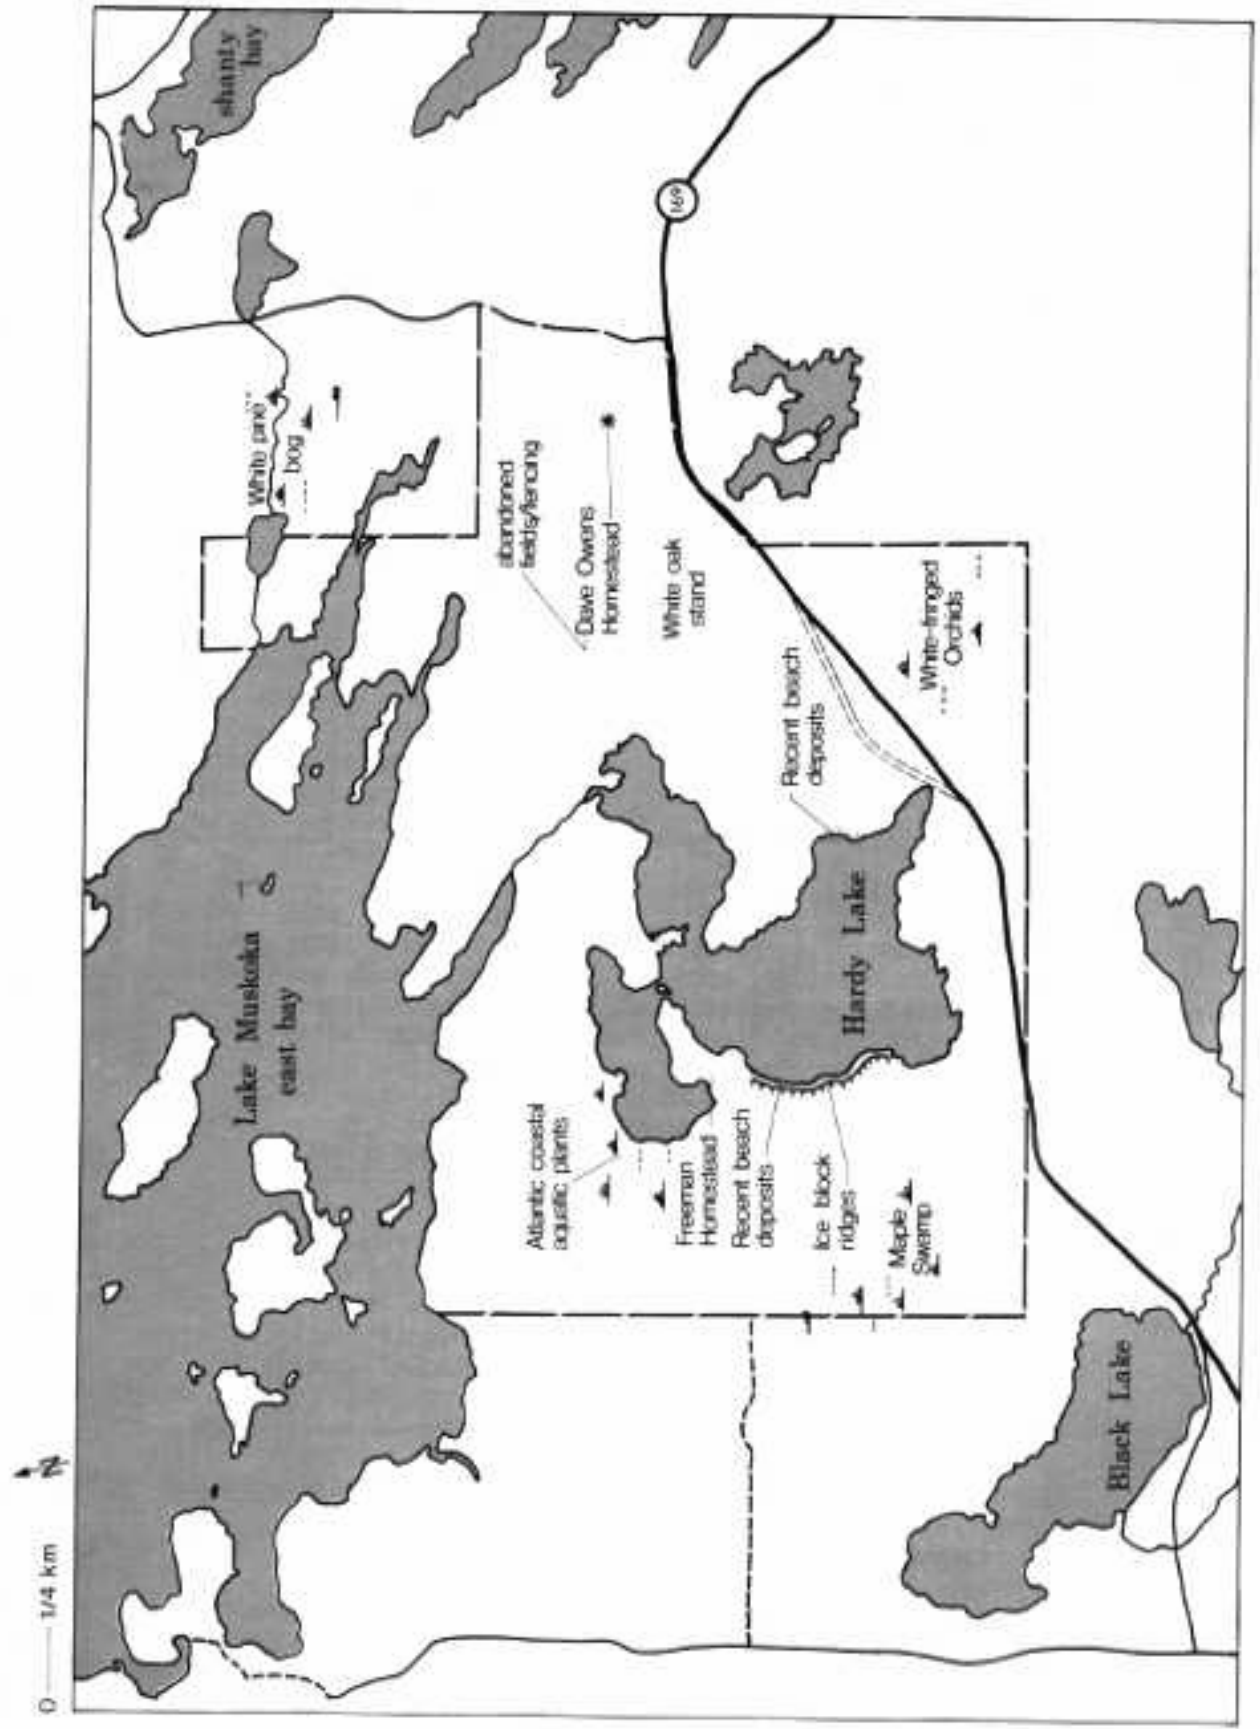 0 1/4 km
N
shanty
bay
169
White pine
bog
abandoned
fields/fencing
Dave Owens
Homestead
White oak
stand
Lake Muskoka
east bay
Recent beach
deposits
White-fringed
Orchids
Hardy Lake
Atlantic coastal
aquatic plants
Freeman
Homestead
Recent beach
deposits
Ice block
ridges
Maple
Swamp
Black Lake